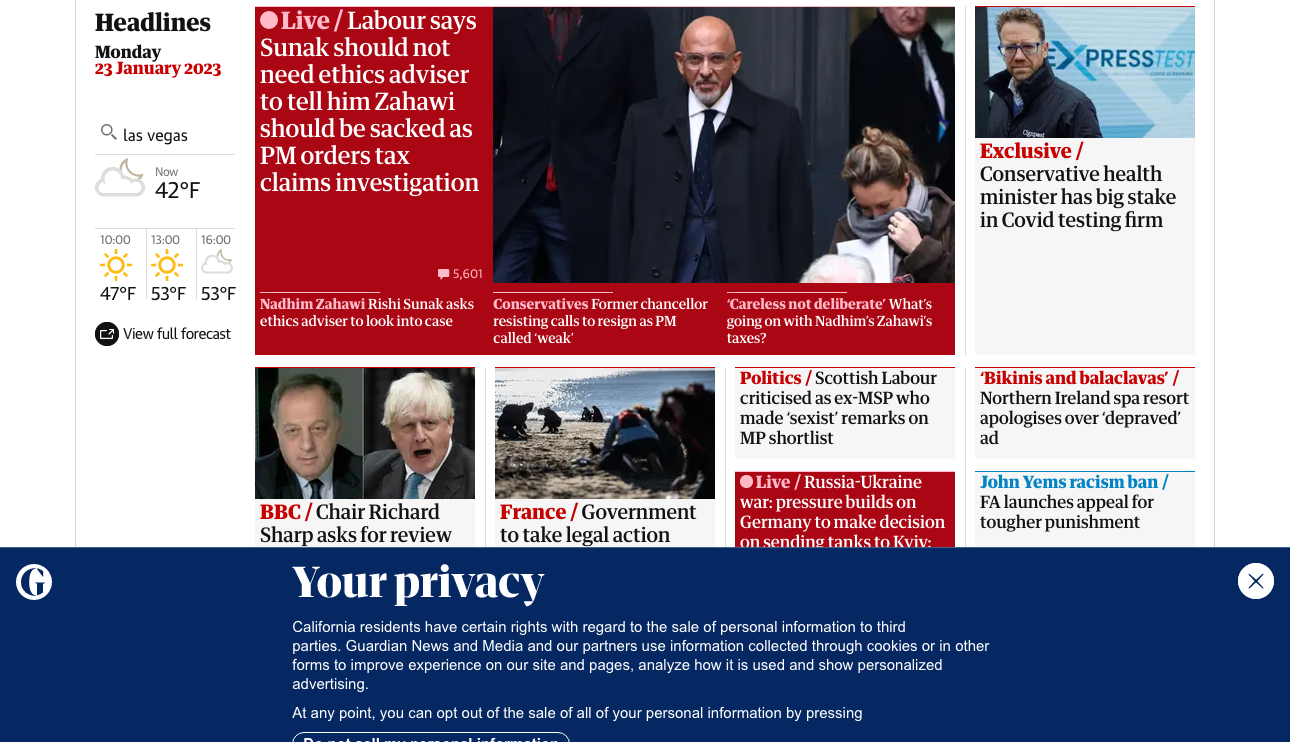 Headlines
Monday
23 January 2023
las vegas
Now
42°F
10:00
47°F
13:00
53°F
16:00
53°F
View full forecast
Live / Labour says
Sunak should not
need ethics adviser
to tell him Zahawi
should be sacked as
PM orders tax
claims investigation
5,601
Nadhim Zahawi Rishi Sunak asks
ethics adviser to look into case
Conservatives Former chancellor
resisting calls to resign as PM
called ‘weak’
‘Careless not deliberate’ What’s
going on with Nadhim’s Zahawi’s
taxes?
EXPRESSTEST
Exclusive /
Conservative health
minister has big stake
in Covid testing firm
BBC / Chair Richard
Sharp asks for review
France / Government
to take legal action
Politics / Scottish Labour
criticised as ex-MSP who
made ‘sexist’ remarks on
MP shortlist
Live / Russia-Ukraine
war: pressure builds on
Germany to make decision
on sending tanks to Kyiv;
‘Bikinis and balaclavas’ /
Northern Ireland spa resort
apologises over ‘depraved’
ad
John Yems racism ban /
FA launches appeal for
tougher punishment
Your privacy
California residents have certain rights with regard to the sale of personal information to third
parties. Guardian News and Media and our partners use information collected through cookies or in other
forms to improve experience on our site and pages, analyze how it is used and show personalized
advertising.
At any point, you can opt out of the sale of all of your personal information by pressing
Do not sell my personal information